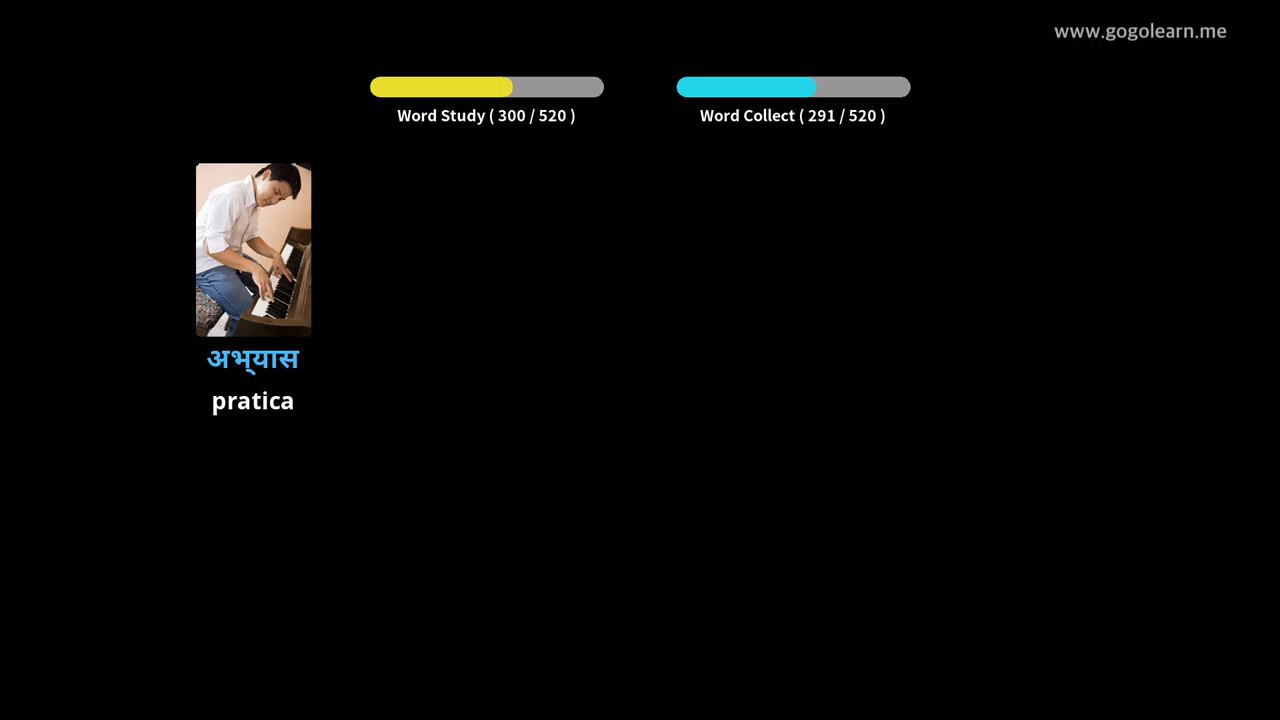 www.gogolearn.me
Word Study ( 300 / 520 )
Word Collect ( 291 / 520 )
अभ्यास
pratica